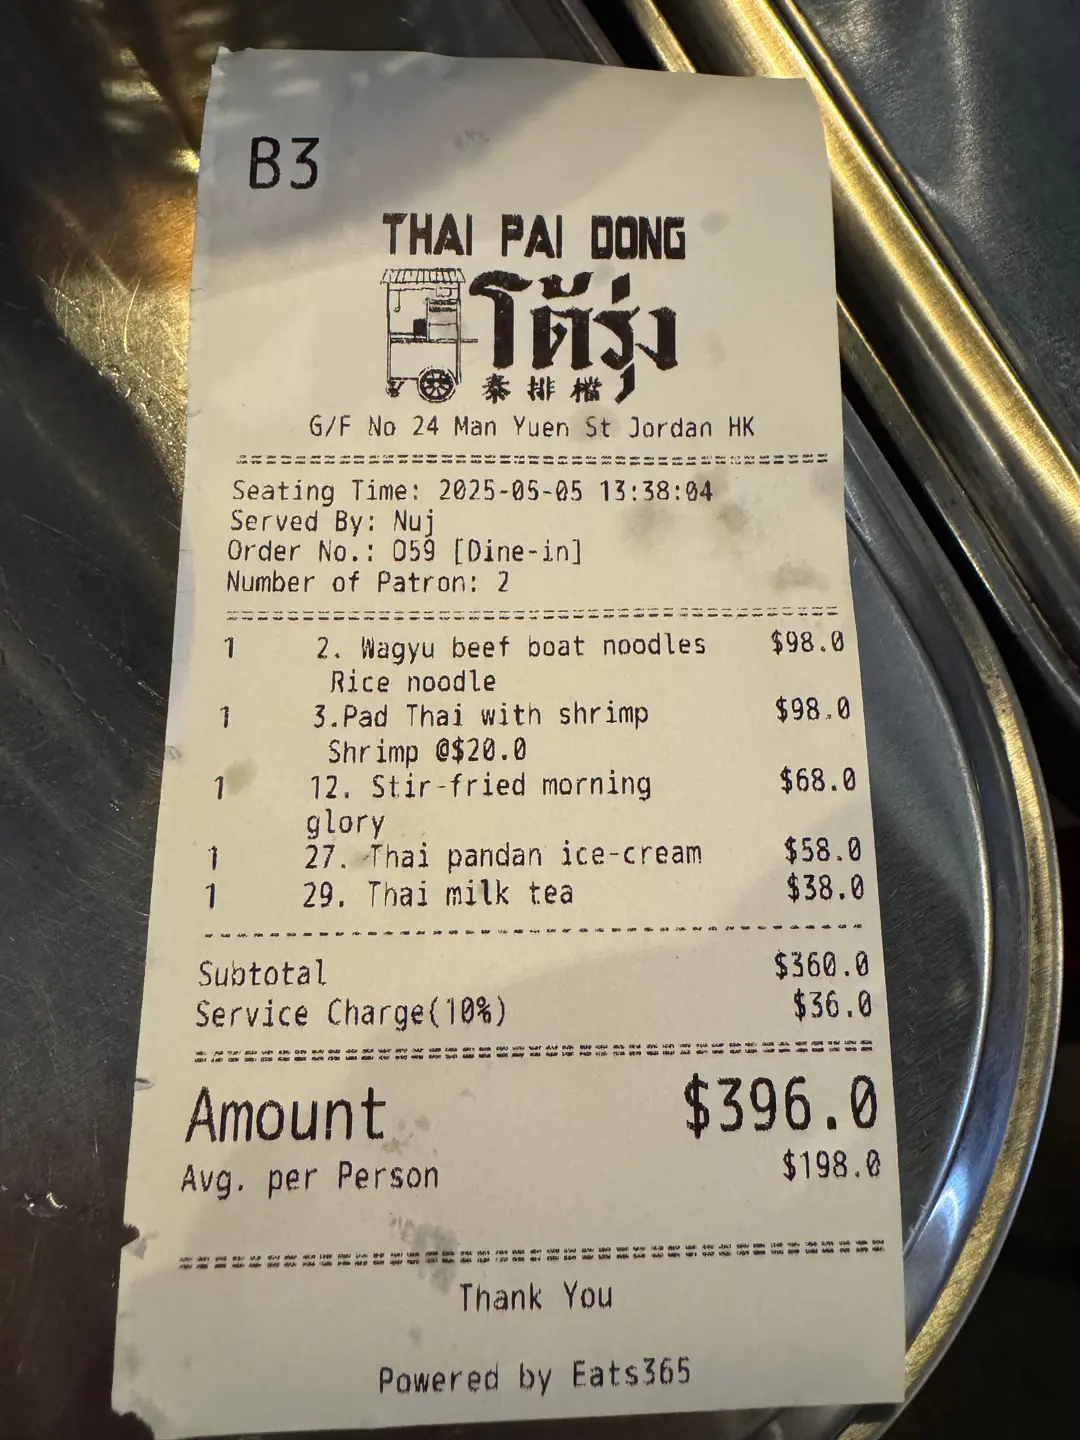 B3
THAI PAI DONG
โต้รุ่ง
泰排檔
G/F No 24 Man Yuen St Jordan HK
Seating Time: 2025-05-05 13:38:04
Served By: Nuj
Order No.: 059 [Dine-in]
Number of Patron: 2
1 2. Wagyu beef boat noodles $98.0
Rice noodle
1 3.Pad Thai with shrimp $98.0
Shrimp @$20.0
1 12. Stir-fried morning $68.0
glory
1 27. Thai pandan ice-cream $58.0
1 29. Thai milk tea $38.0
Subtotal $360.0
Service Charge(10%) $36.0
Amount $396.0
Avg. per Person $198.0
Thank You
Powered by Eats365